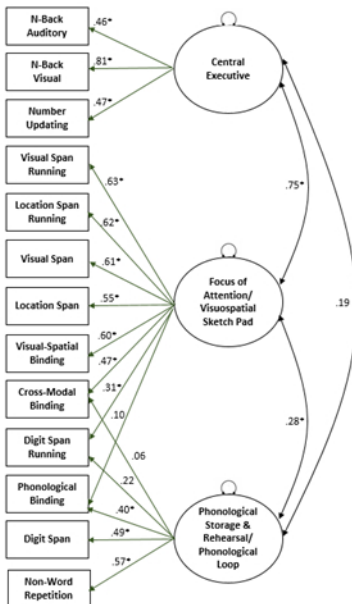 N-Back
Auditory
N-Back
Visual
Number
Updating
Visual Span
Running
Location Span
Running
Visual Span
Location Span
Visual-Spatial
Binding
Cross-Modal
Binding
Digit Span
Running
Phonological
Binding
Digit Span
Non-Word
Repetition
.46*
.81*
.47*
.63*
.62*
.61*
.55*
.60*
.47*
.31*
.10
.06
.22
.40*
.49*
.57*
Central
Executive
Focus of
Attention/
Visuospatial
Sketch Pad
Phonological
Storage &
Rehearsal/
Phonological
Loop
.75*
.19
.28*